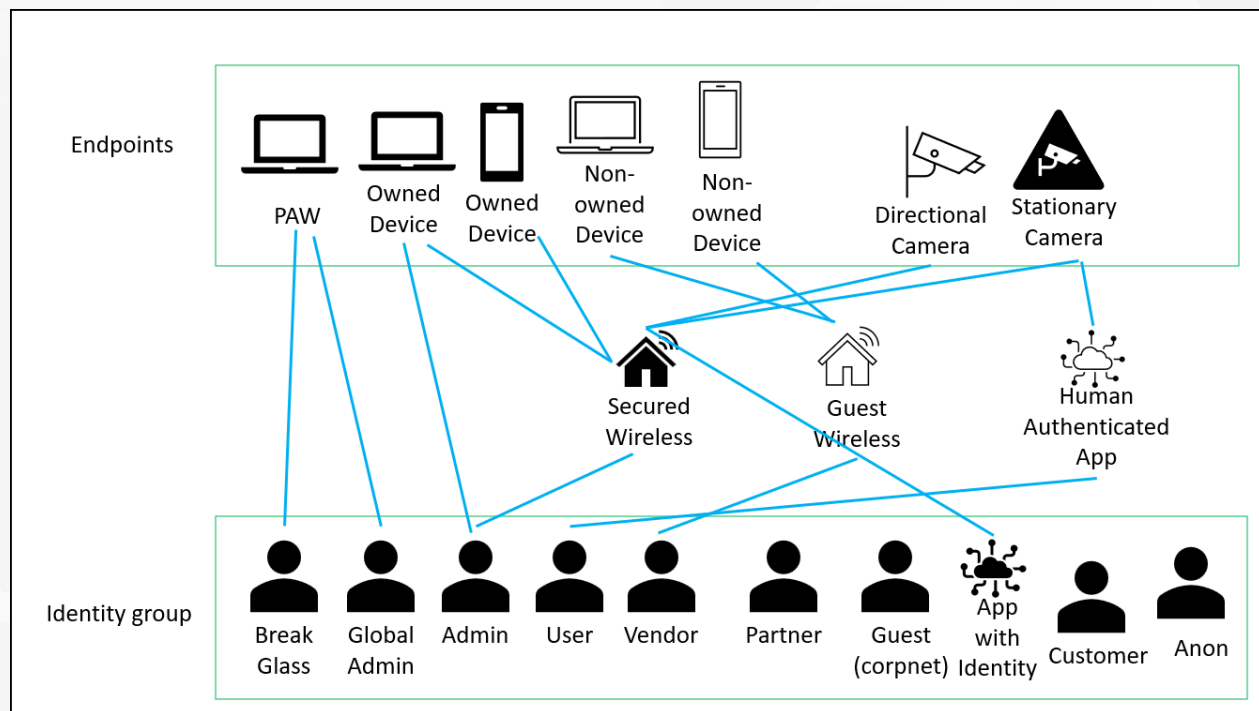 Endpoints
PAW
Owned
Device
Owned
Device
Non-
owned
Device
Non-
owned
Device
Directional
Camera
Stationary
Camera
Secured
Wireless
Guest
Wireless
Human
Authenticated
App
Identity group
Break
Glass
Global
Admin
Admin
User
Vendor
Partner
Guest
(corpnet)
App
with
Identity
Customer
Anon